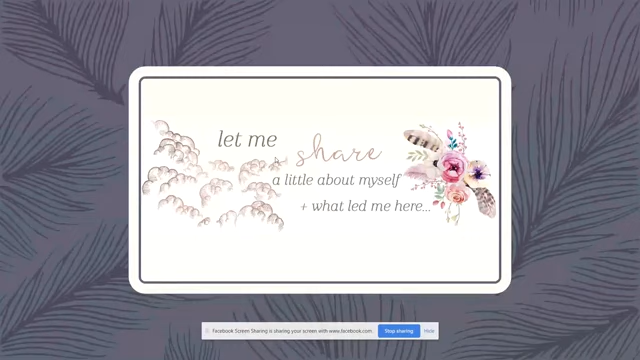 let me share
a little about myself
+ what led me here...
Facebook Screen Sharing is sharing your screen with www.facebook.com. Stop sharing Hide